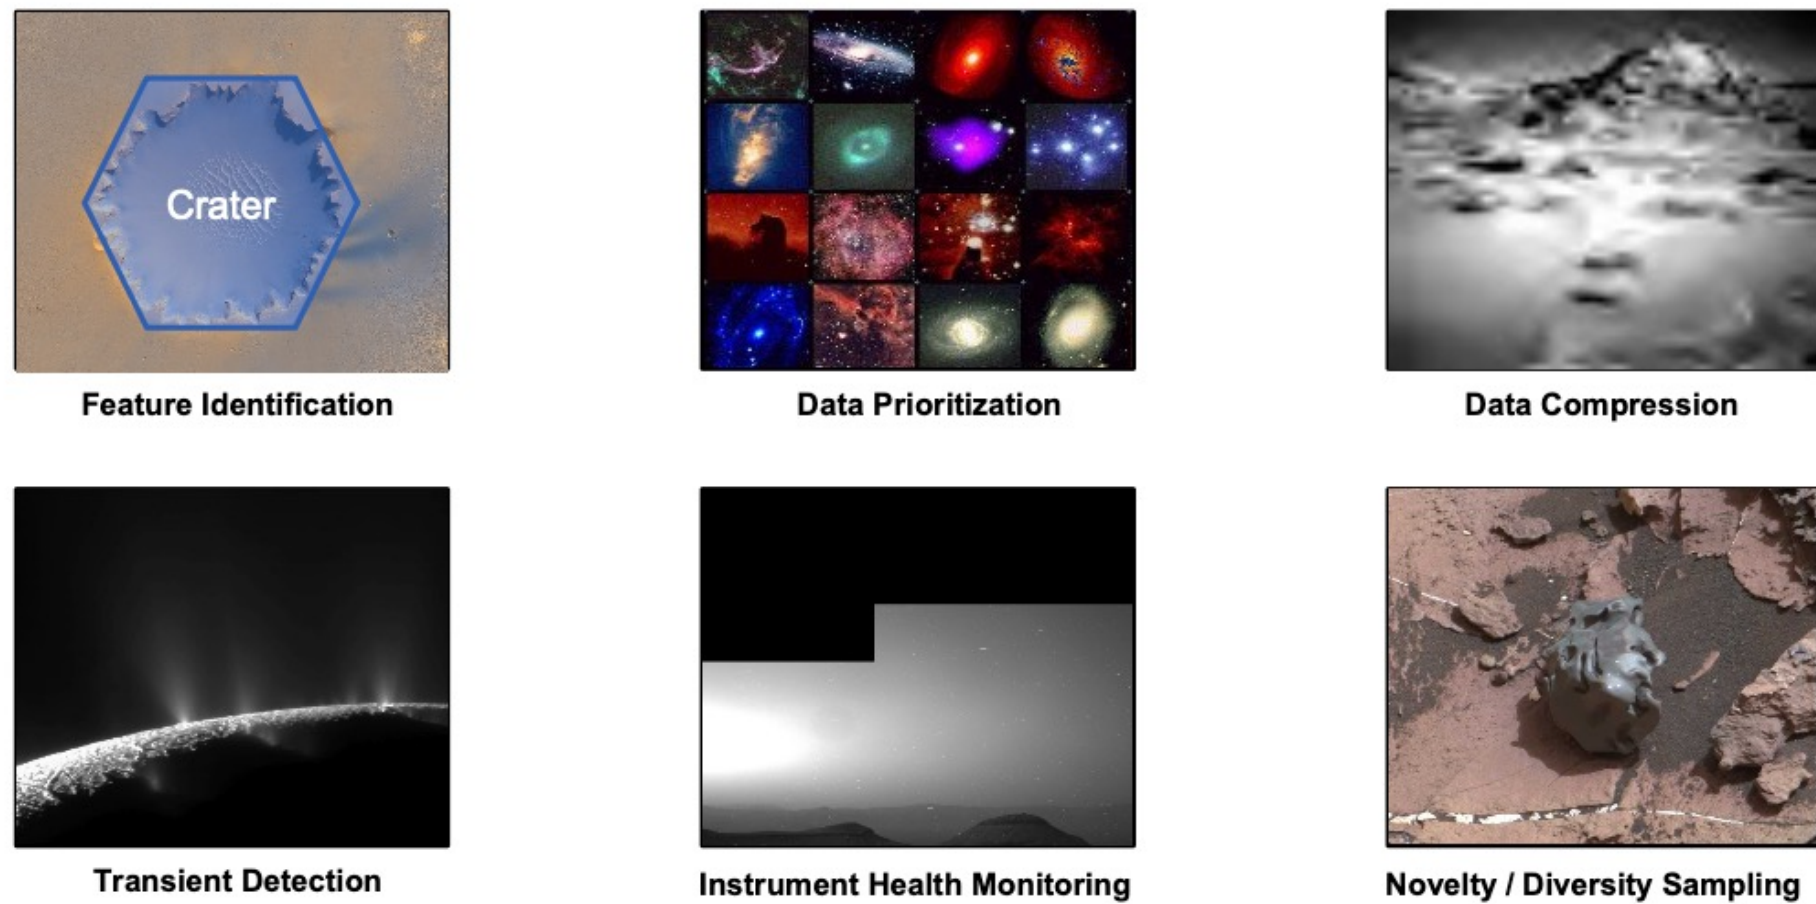 Crater
Feature Identification
Data Prioritization
Data Compression
Transient Detection
Instrument Health Monitoring
Novelty / Diversity Sampling